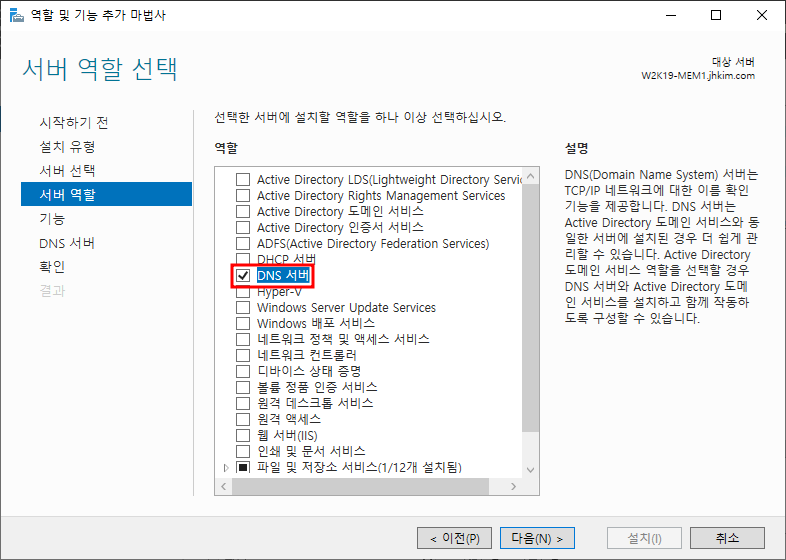 역할 및 기능 추가 마법사
서버 역할 선택
대상 서버
W2K19-MEM1.jhkim.com
시작하기 전
설치 유형
서버 선택
서버 역할
기능
DNS 서버
확인
결과
선택한 서버에 설치할 역할을 하나 이상 선택하십시오.
역할
Active Directory LDS(Lightweight Directory Servic
Active Directory Rights Management Services
Active Directory 도메인 서비스
Active Directory 인증서 서비스
ADFS(Active Directory Federation Services)
DHCP 서버
DNS 서버
Hyper-V
Windows Server Update Services
Windows 배포 서비스
네트워크 정책 및 액세스 서비스
네트워크 컨트롤러
디바이스 상태 증명
볼륨 정품 인증 서비스
원격 데스크톱 서비스
원격 액세스
웹 서버(IIS)
인쇄 및 문서 서비스
파일 및 저장소 서비스(1/12개 설치됨)
설명
DNS(Domain Name System) 서버는
TCP/IP 네트워크에 대한 이름 확인
기능을 제공합니다. DNS 서버는
Active Directory 도메인 서비스와 동
일한 서버에 설치된 경우 더 쉽게 관
리할 수 있습니다. Active Directory
도메인 서비스 역할을 선택할 경우
DNS 서버와 Active Directory 도메
인 서비스를 설치하고 함께 작동하
도록 구성할 수 있습니다.
< 이전(P)
다음(N) >
설치(I)
취소